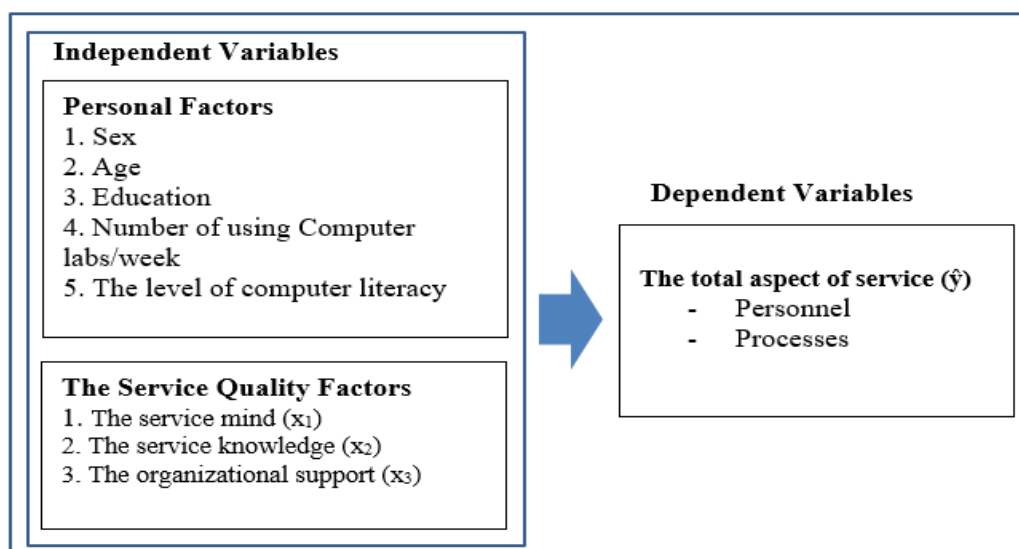 Independent Variables
Personal Factors
1. Sex
2. Age
3. Education
4. Number of using Computer
labs/week
5. The level of computer literacy
The Service Quality Factors
1. The service mind (x₁)
2. The service knowledge (x₂)
3. The organizational support (x₃)
Dependent Variables
The total aspect of service (ŷ)
- Personnel
- Processes